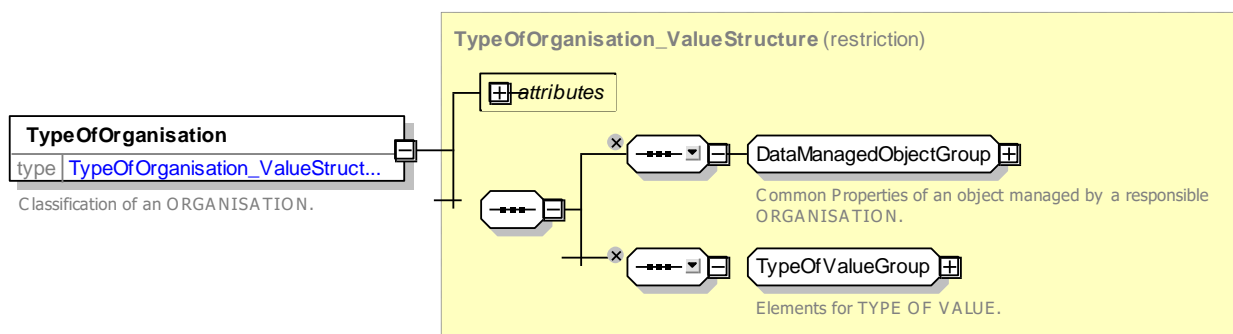 TypeOfOrganisation_ValueStructure (restriction)
attributes
TypeOfOrganisation
type TypeOfOrganisation_ValueStruct...
Classification of an ORGANISATION.
DataManagedObjectGroup
Common Properties of an object managed by a responsible
ORGANISATION.
TypeOfValueGroup
Elements for TYPE OF VALUE.